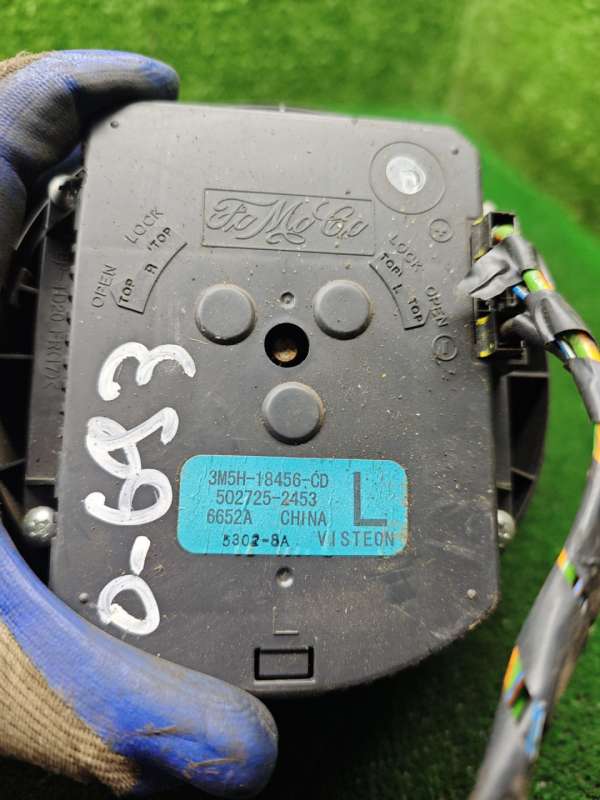 FoMoCo
LOCK
OPEN
TOP
TOP
R
LOCK
OPEN
TOP
TOP
L
0-693
3M5H-18456-CD
502725-2453
6652A CHINA
L
5302-8A VISTEON